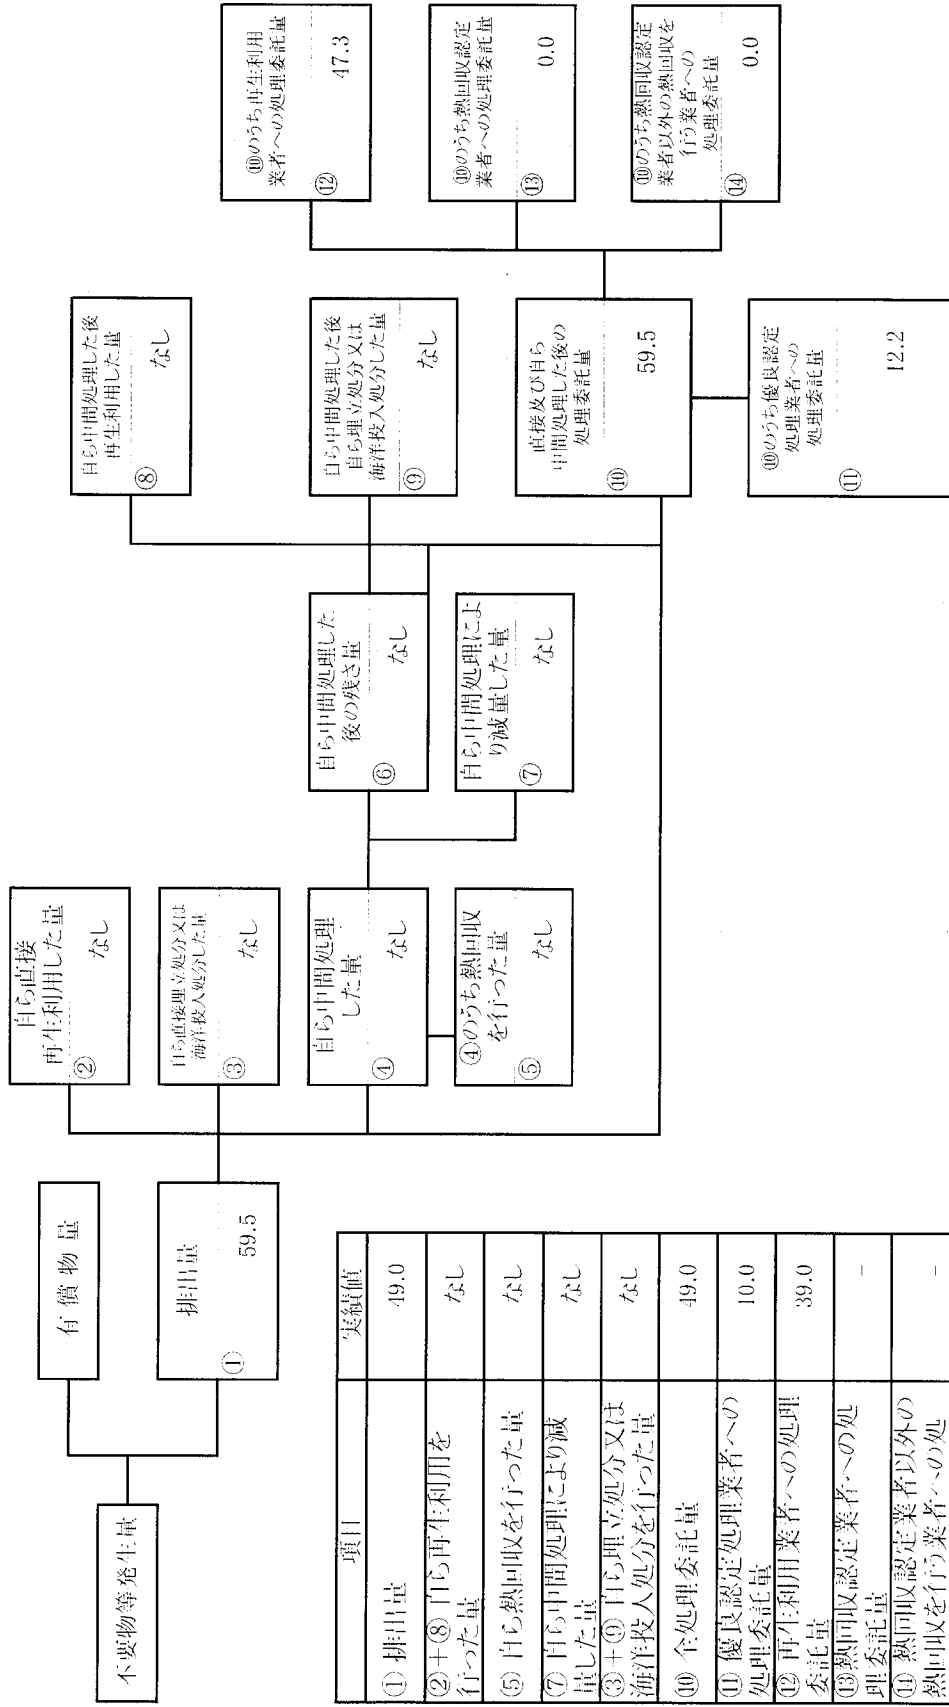 不要物等発生量
有 償 物 量
排出量
①
59.5
自ら直接
再生利用した量
②
なし
自ら直接埋立処分又は
海洋投入処分した量
③
なし
自ら中間処理
した量
④
なし
④のうち熱回収
を行った量
⑤
なし
自ら中間処理した
後の残さ量
⑥
なし
自ら中間処理によ
り減量した量
⑦
なし
自ら中間処理した後
再生利用した量
⑧
なし
自ら中間処理した後
自ら埋立処分又は
海洋投入処分した量
⑨
なし
直接及び自ら
中間処理した後の
処理委託量
⑩
59.5
⑩のうち優良認定
処理業者への
処理委託量
⑪
12.2
⑩のうち再生利用
業者への処理委託量
⑫
47.3
⑩のうち熱回収認定
業者への処理委託量
⑬
0.0
⑩のうち熱回収認定
業者以外の熱回収を
行う業者への
処理委託量
⑭
0.0
項目 実績値
① 排出量 49.0
②＋⑧ 自ら再生利用を
行った量 なし
⑤ 自ら熱回収を行った量 なし
⑦ 自ら中間処理により減
量した量 なし
③＋⑨ 自ら埋立処分又は
海洋投入処分を行った量 なし
⑩ 全処理委託量 49.0
⑪ 優良認定処理業者への
処理委託量 10.0
⑫ 再生利用業者への処理
委託量 39.0
⑬熱回収認定業者への処
理委託量 －
⑭ 熱回収認定業者以外の
熱回収を行う業者への処 －